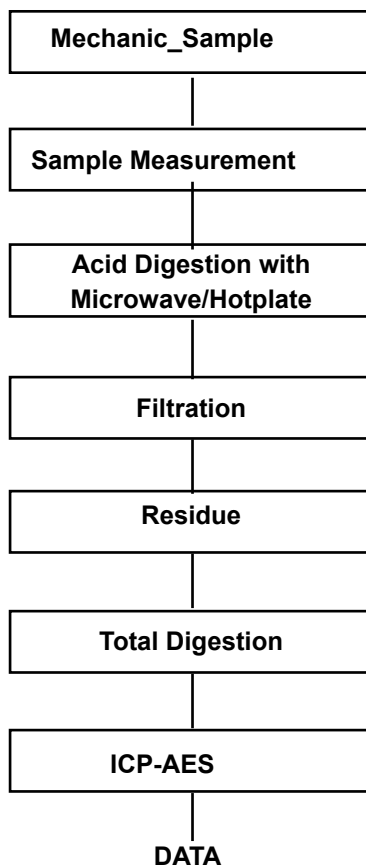 Mechanic_Sample
Sample Measurement
Acid Digestion with
Microwave/Hotplate
Filtration
Residue
Total Digestion
ICP-AES
DATA